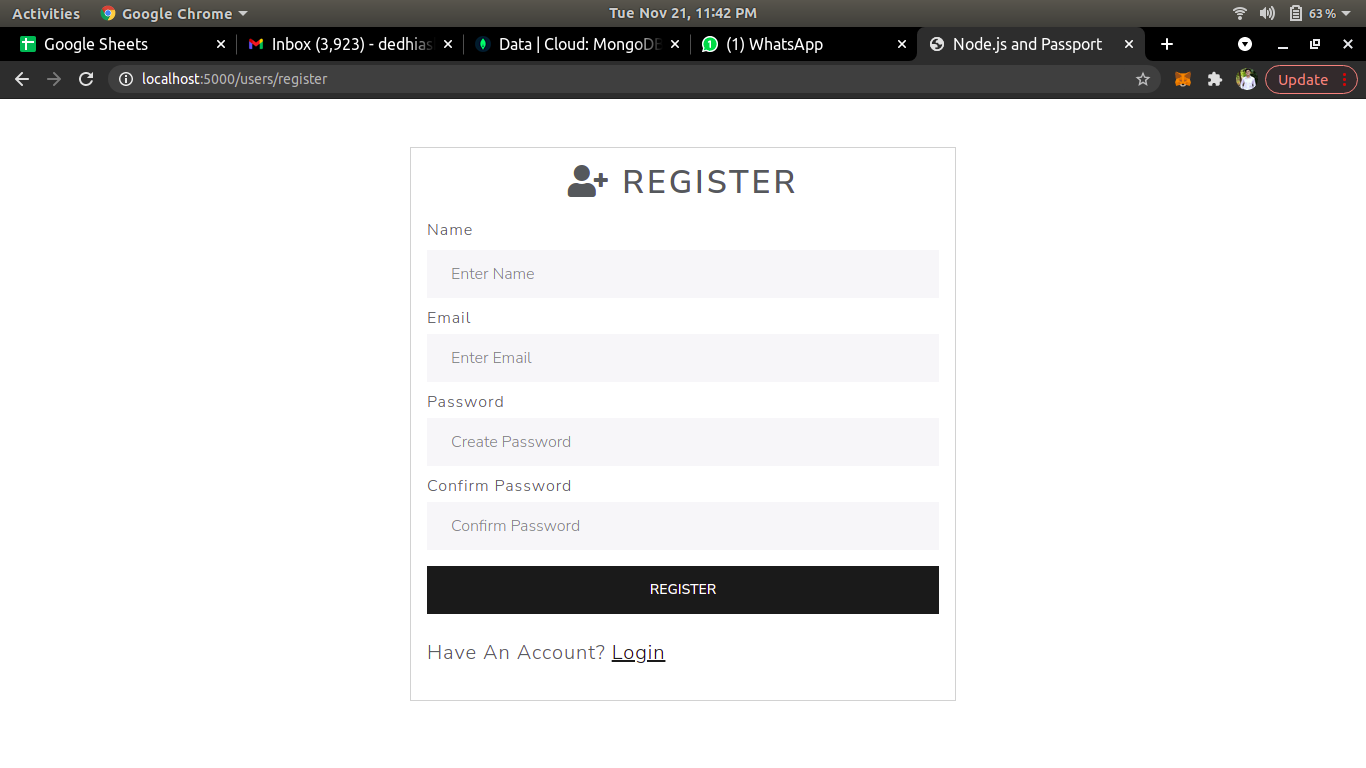 Activities Google Chrome Tue Nov 21, 11:42 PM 63 %
Google Sheets Inbox (3,923) - dedhias Data | Cloud: MongoDB (1) WhatsApp Node.js and Passport
localhost:5000/users/register Update
REGISTER
Name
Enter Name
Email
Enter Email
Password
Create Password
Confirm Password
Confirm Password
REGISTER
Have An Account? Login